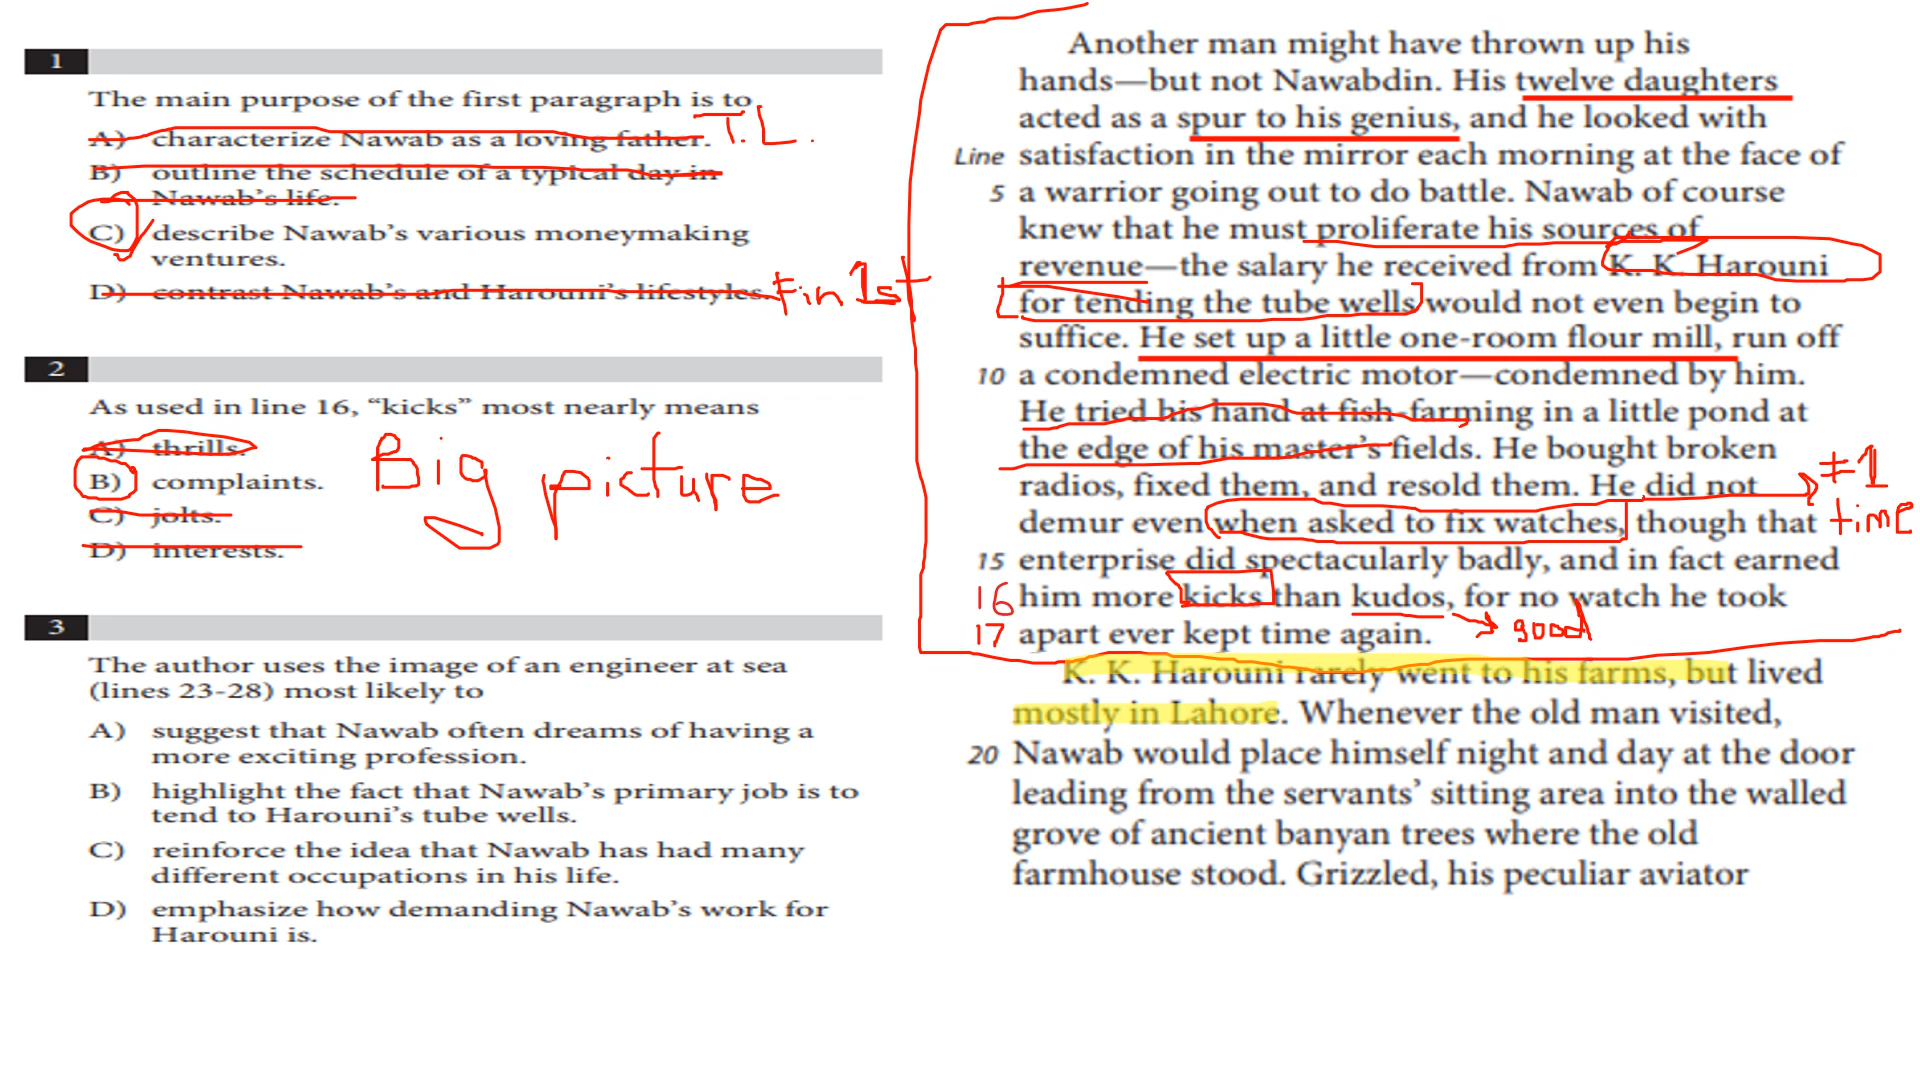 1
The main purpose of the first paragraph is to
A) characterize Nawab as a loving father.
T.L.
B) outline the schedule of a typical day in
Nawab's life.
C) describe Nawab's various moneymaking
ventures.
D) contrast Nawab's and Harouni's lifestyles.
≠in 1st
2
As used in line 16, “kicks” most nearly means
A) thrills.
B) complaints.
C) jolts.
D) interests.
Big picture
3
The author uses the image of an engineer at sea
(lines 23-28) most likely to
A) suggest that Nawab often dreams of having a
more exciting profession.
B) highlight the fact that Nawab's primary job is to
tend to Harouni's tube wells.
C) reinforce the idea that Nawab has had many
different occupations in his life.
D) emphasize how demanding Nawab's work for
Harouni is.
Another man might have thrown up his
hands—but not Nawabdin. His twelve daughters
acted as a spur to his genius, and he looked with
Line satisfaction in the mirror each morning at the face of
5 a warrior going out to do battle. Nawab of course
knew that he must proliferate his sources of
revenue—the salary he received from K. K. Harouni
for tending the tube wells would not even begin to
suffice. He set up a little one-room flour mill, run off
10 a condemned electric motor—condemned by him.
He tried his hand at fish-farming in a little pond at
the edge of his master's fields. He bought broken
radios, fixed them, and resold them. He did not
≠1
time
demur even when asked to fix watches, though that
15 enterprise did spectacularly badly, and in fact earned
16 him more kicks than kudos, for no watch he took
good
17 apart ever kept time again.
K. K. Harouni rarely went to his farms, but lived
mostly in Lahore. Whenever the old man visited,
20 Nawab would place himself night and day at the door
leading from the servants' sitting area into the walled
grove of ancient banyan trees where the old
farmhouse stood. Grizzled, his peculiar aviator